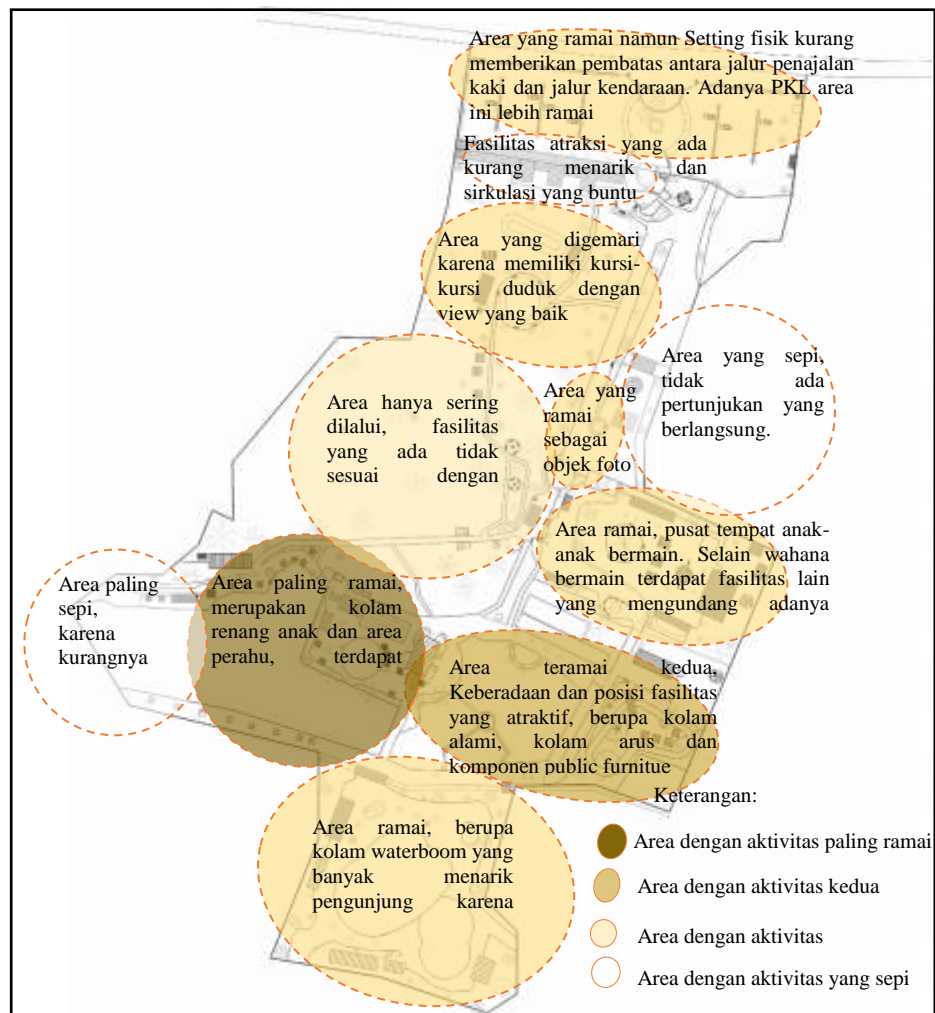 Area yang ramai namun Setting fisik kurang
memberikan pembatas antara jalur penajalan
kaki dan jalur kendaraan. Adanya PKL area
ini lebih ramai
Fasilitas atraksi yang ada
kurang menarik dan
sirkulasi yang buntu
Area yang digemari
karena memiliki kursi-
kursi duduk dengan
view yang baik
Area yang sepi,
tidak ada
pertunjukan yang
berlangsung.
Area hanya sering
dilalui, fasilitas
yang ada tidak
sesuai dengan
Area yang
ramai
sebagai
objek foto
Area ramai, pusat tempat anak-
anak bermain. Selain wahana
bermain terdapat fasilitas lain
yang mengundang adanya
Area paling
sepi,
karena
kurangnya
Area paling ramai,
merupakan kolam
renang anak dan area
perahu, terdapat
Area teramai kedua,
Keberadaan dan posisi fasilitas
yang atraktif, berupa kolam
alami, kolam arus dan
komponen public furnitue
Area ramai, berupa
kolam waterboom yang
banyak menarik
pengunjung karena
Keterangan:
Area dengan aktivitas paling ramai
Area dengan aktivitas kedua
Area dengan aktivitas
Area dengan aktivitas yang sepi